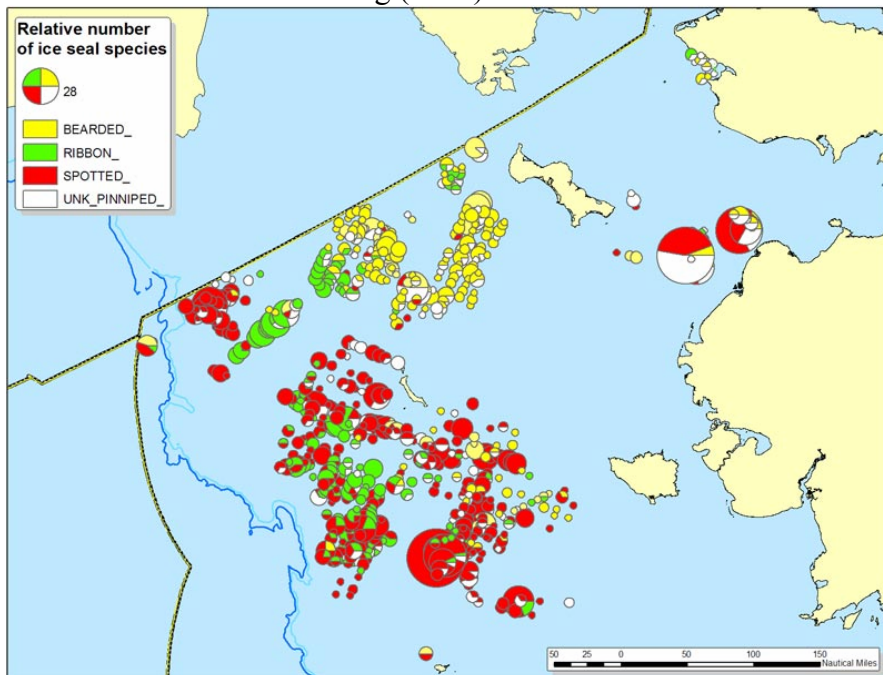 Relative number
of ice seal species
28
BEARDED_
RIBBON_
SPOTTED_
UNK_PINNIPED_
50 25 0 50 100 150
Nautical Miles